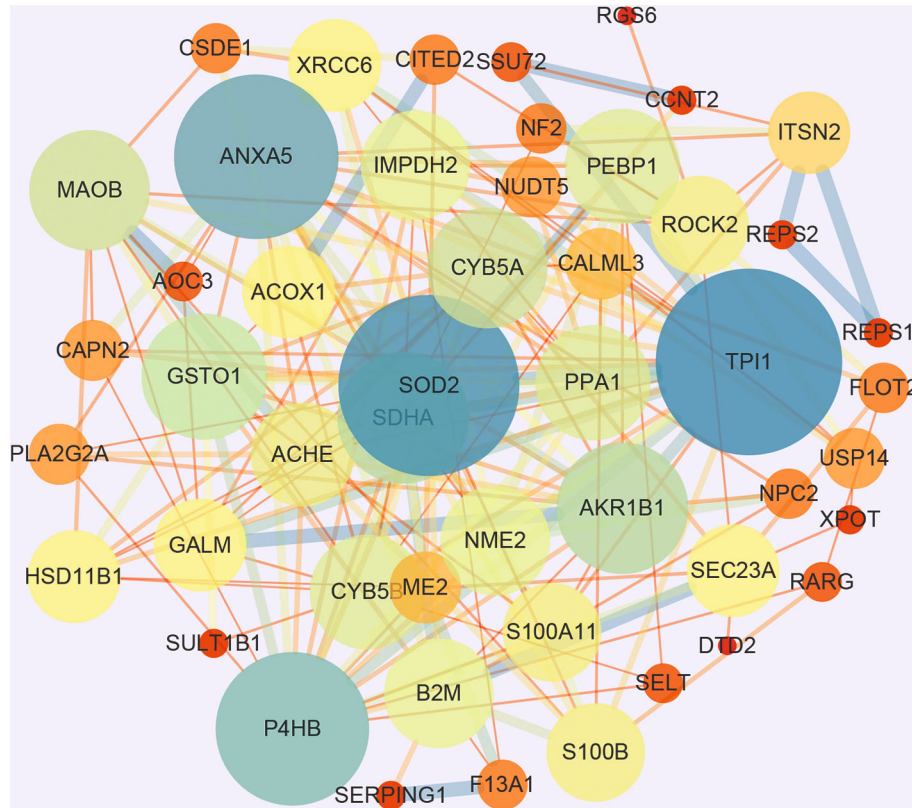 RGS6
CSDE1
XRCC6
CITED2
SSU72
CCNT2
ITSN2
NF2
ANXA5
IMPDH2
PEBP1
MAOB
NUDT5
ROCK2
REPS2
CYB5A
CALML3
AOC3
ACOX1
REPS1
CAPN2
GSTO1
SOD2
PPA1
TPI1
FLOT2
SDHA
PLA2G2A
ACHE
USP14
NPC2
AKR1B1
XPOT
GALM
NME2
HSD11B1
SEC23A
CYB5B
ME2
RARG
S100A11
SULT1B1
DTD2
SELT
B2M
P4HB
S100B
F13A1
SERPING1